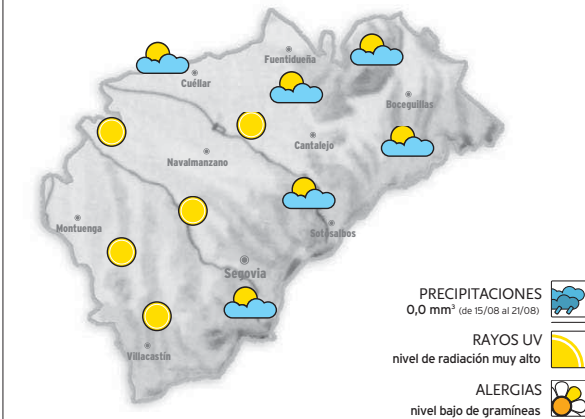 Fuentidueña
Cuéllar
Boceguillas
Cantalejo
Navalmanzano
Montuenga
Sotosalbos
Segovia
Villacastín
PRECIPITACIONES
0,0 mm³ (de 15/08 al 21/08)
RAYOS UV
nivel de radiación muy alto
ALERGIAS
nivel bajo de gramíneas